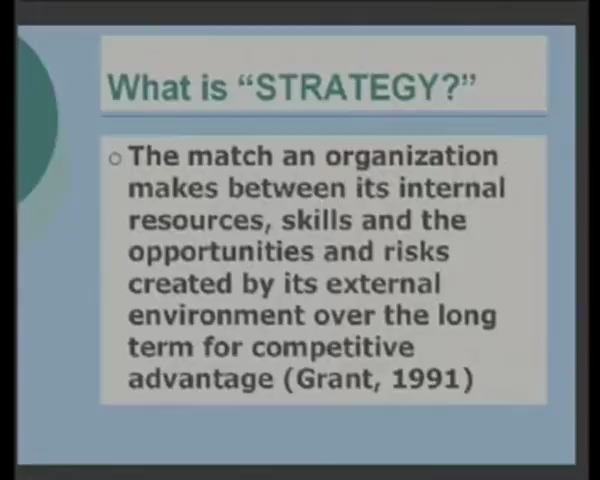 What is “STRATEGY?”
The match an organization
makes between its internal
resources, skills and the
opportunities and risks
created by its external
environment over the long
term for competitive
advantage (Grant, 1991)